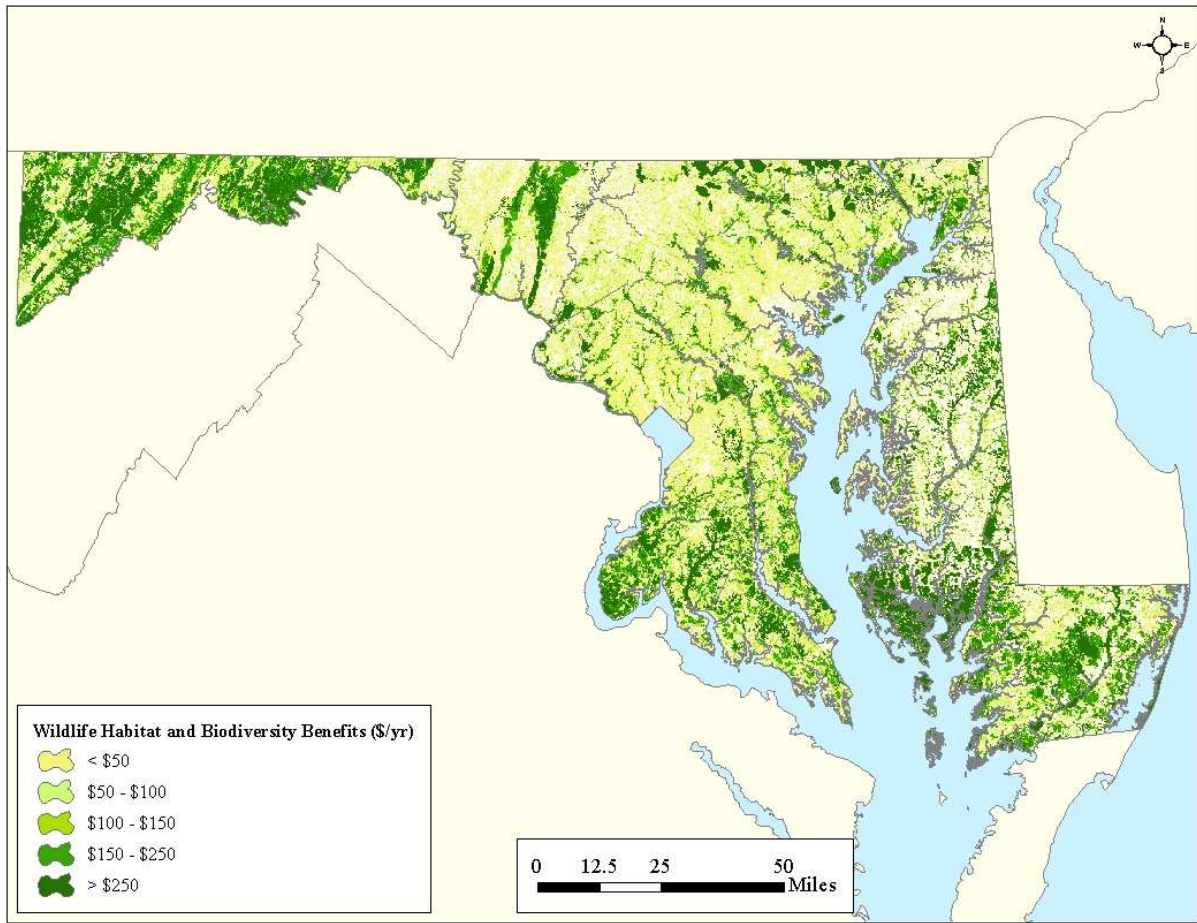 N
W E
S
Wildlife Habitat and Biodiversity Benefits ($/yr)
< $50
$50 - $100
$100 - $150
$150 - $250
> $250
0 12.5 25 50
Miles